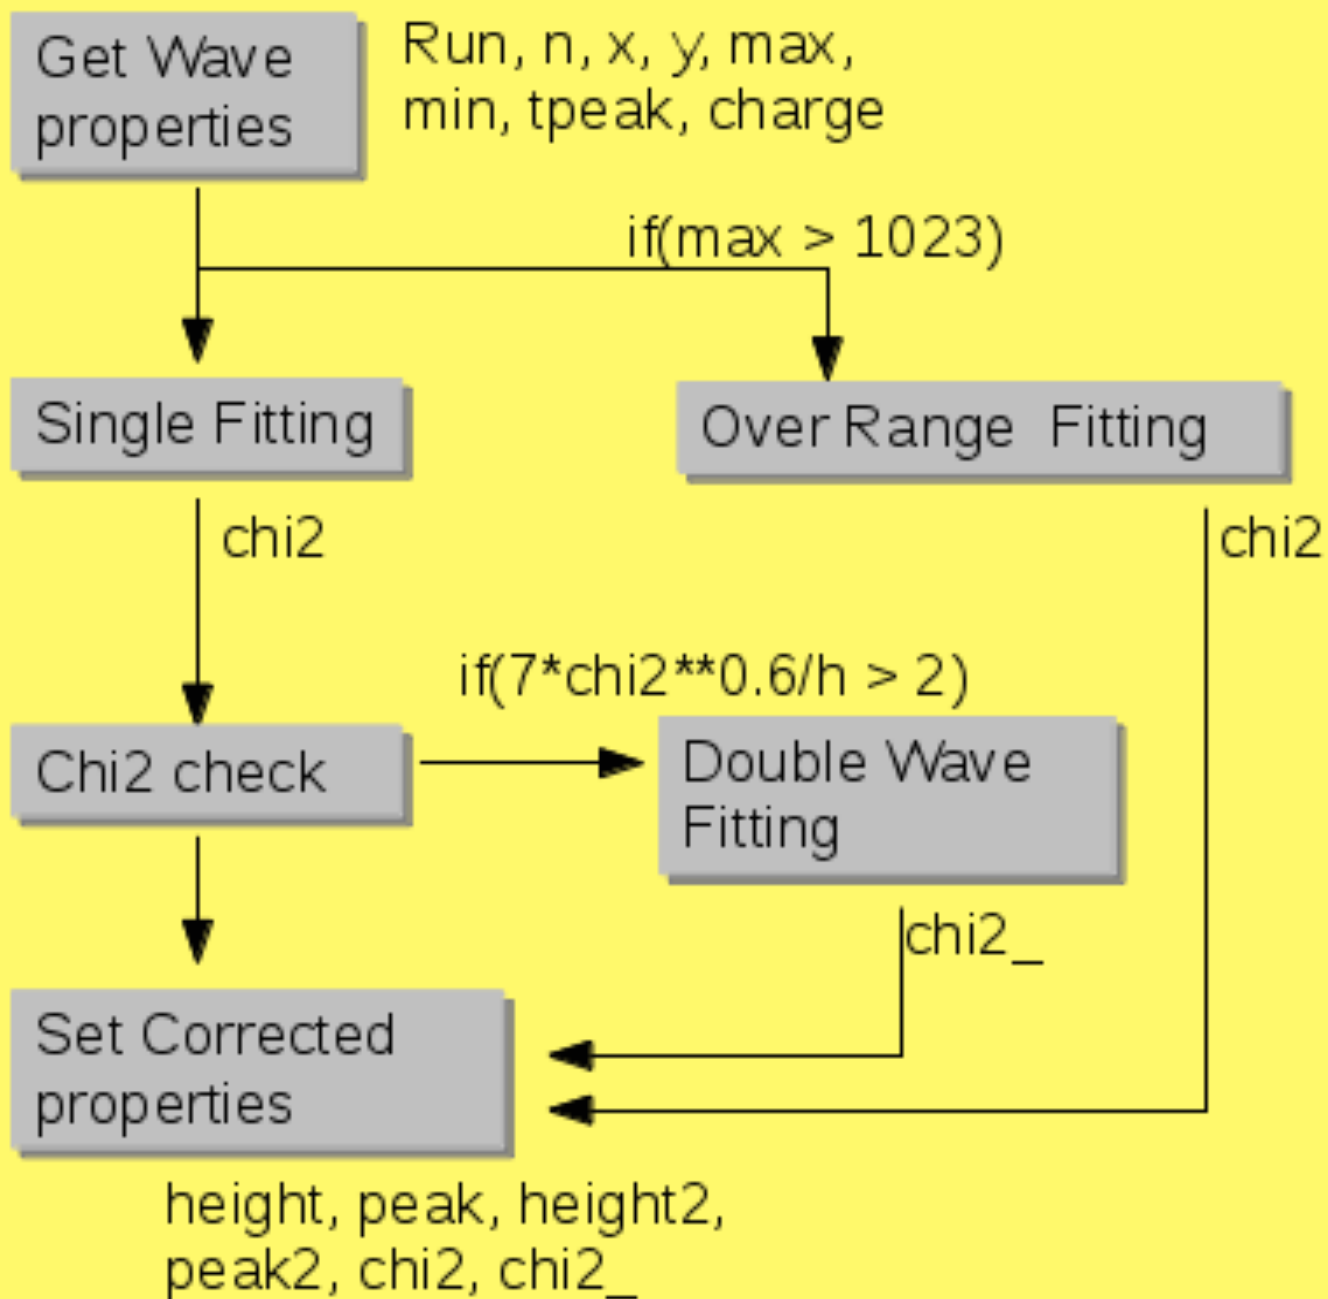 Get Wave
properties
Run, n, x, y, max,
min, tpeak, charge
if(max > 1023)
Single Fitting
Over Range  Fitting
chi2
chi2
if(7*chi2**0.6/h > 2)
Chi2 check
Double Wave
Fitting
chi2_
Set Corrected
properties
height, peak, height2,
peak2, chi2, chi2_